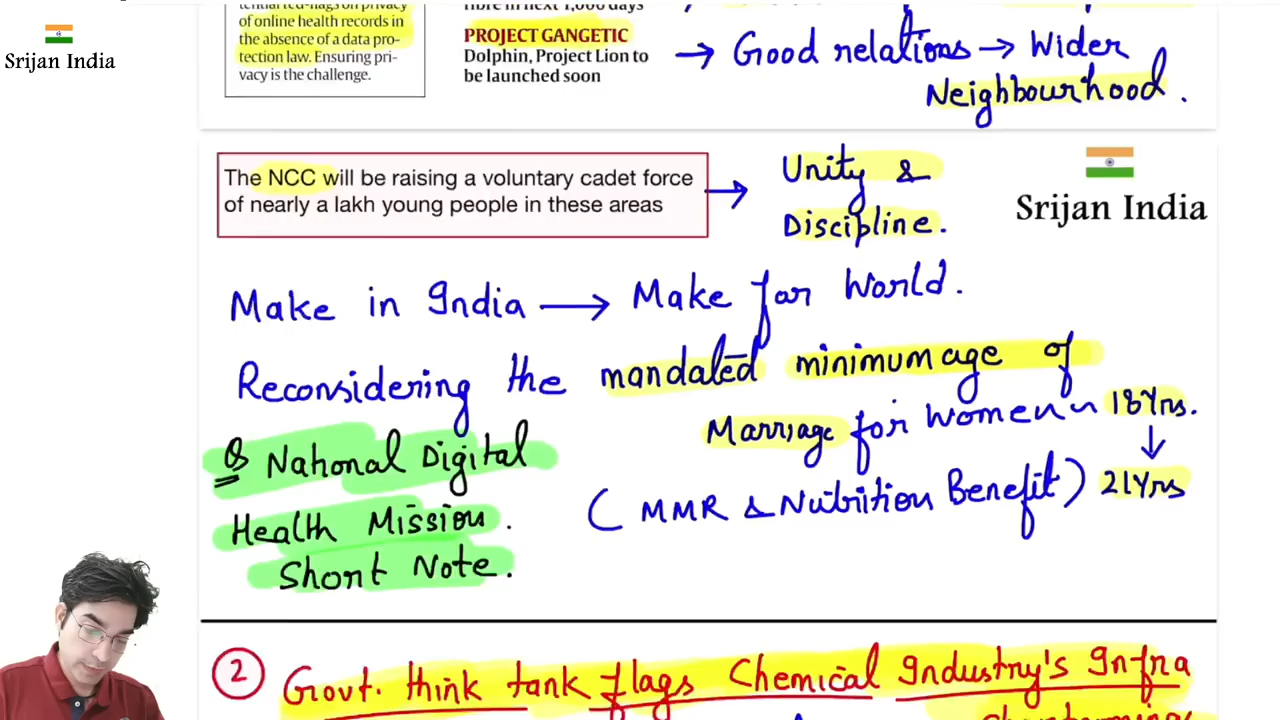 Srijan India
of online health records in
the absence of a data pro-
tection law. Ensuring pri-
vacy is the challenge.
PROJECT GANGETIC
Dolphin, Project Lion to
be launched soon
→ Good relations → Wider
Neighbourhood.
The NCC will be raising a voluntary cadet force
of nearly a lakh young people in these areas
→ Unity &
Discipline.
Srijan India
Make in India → Make for World.
Reconsidering the mandated minimum age of
Marriage for Women ~ 18Yrs.
↓
(MMR & Nutrition Benefit) 21Yrs
Q National Digital
Health Mission.
Short Note.
② Govt. think tank flags Chemical Industry's Infra